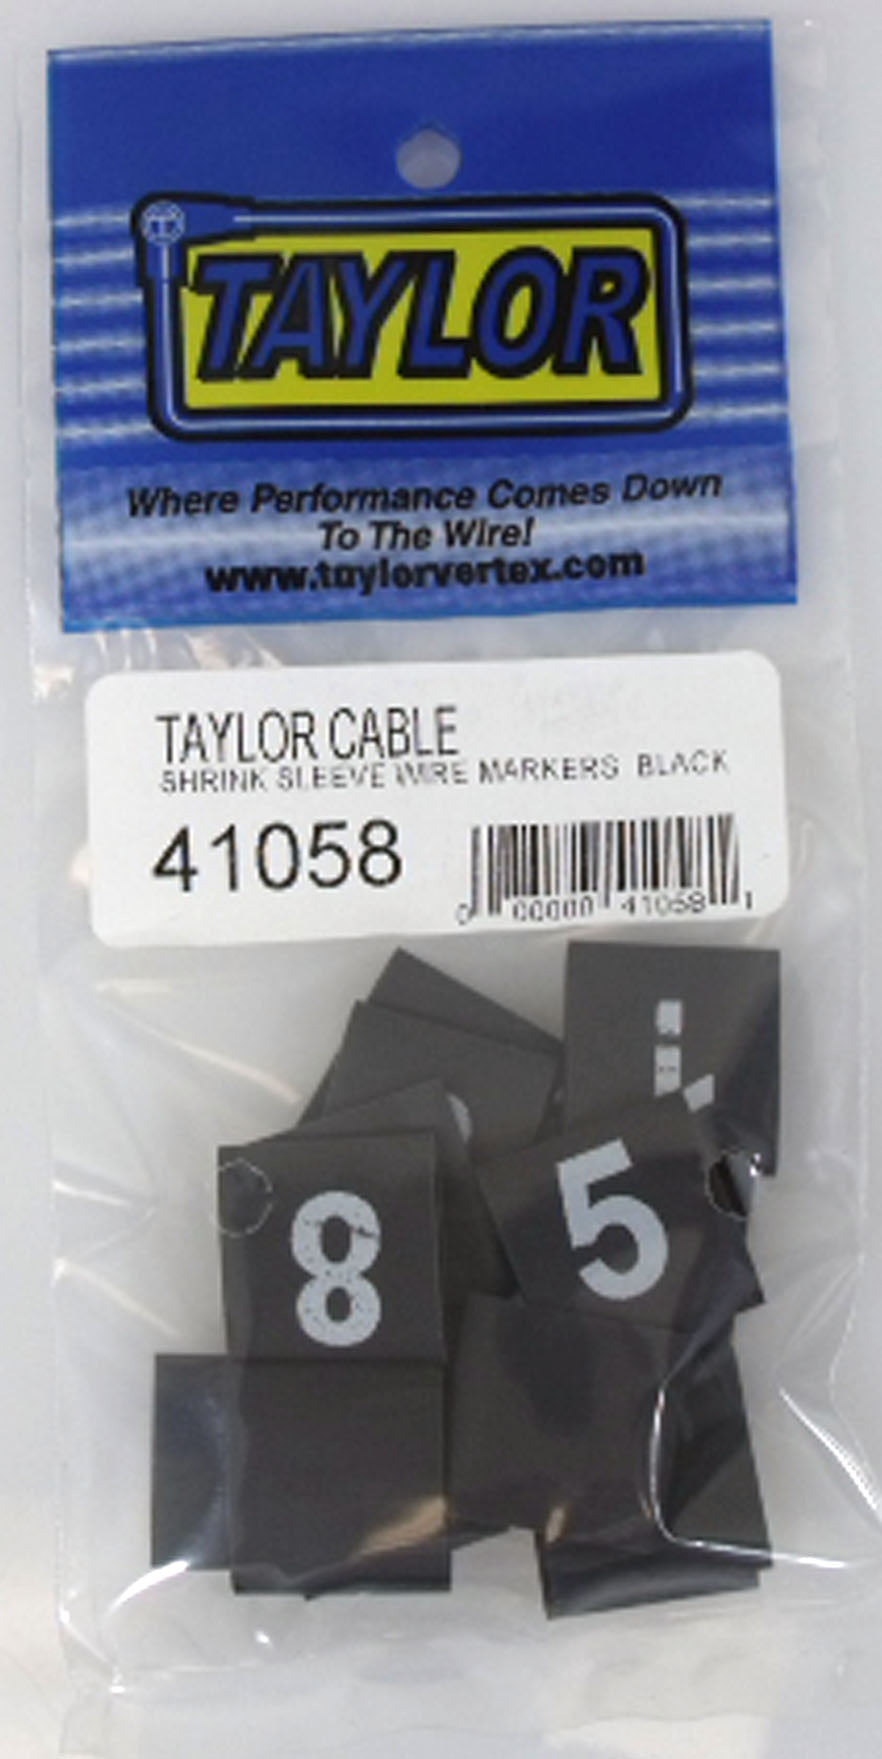 TAYLOR
Where Performance Comes Down
To The Wire!
www.taylorvertex.com
TAYLOR CABLE
SHRINK SLEEVE WIRE MARKERS BLACK
41058
0 00000 41058 1
8
5